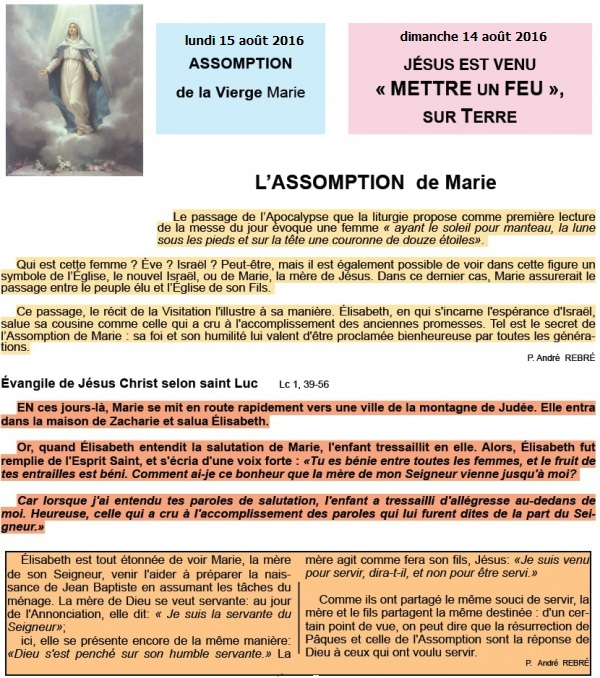 lundi 15 août 2016
ASSOMPTION
de la Vierge Marie
dimanche 14 août 2016
JÉSUS EST VENU
« METTRE UN FEU »,
SUR TERRE
L'ASSOMPTION de Marie
Le passage de l'Apocalypse que la liturgie propose comme première lecture
de la messe du jour évoque une femme « ayant le soleil pour manteau, la lune
sous les pieds et sur la tête une couronne de douze étoiles».
Qui est cette femme ? Ève ? Israël ? Peut-être, mais il est également possible de voir dans cette figure un
symbole de l'Église, le nouvel Israël, ou de Marie, la mère de Jésus. Dans ce dernier cas, Marie assurerait le
passage entre le peuple élu et l'Église de son Fils.
Ce passage, le récit de la Visitation l'illustre à sa manière. Élisabeth, en qui s'incarne l'espérance d'Israël,
salue sa cousine comme celle qui a cru à l'accomplissement des anciennes promesses. Tel est le secret de
l'Assomption de Marie : sa foi et son humilité lui valent d'être proclamée bienheureuse par toutes les généra-
tions.
P. André REBRÉ
Évangile de Jésus Christ selon saint Luc Lc 1, 39-56
EN ces jours-là, Marie se mit en route rapidement vers une ville de la montagne de Judée. Elle entra
dans la maison de Zacharie et salua Élisabeth.
Or, quand Élisabeth entendit la salutation de Marie, l'enfant tressaillit en elle. Alors, Élisabeth fut
remplie de l'Esprit Saint, et s'écria d'une voix forte : «Tu es bénie entre toutes les femmes, et le fruit de
tes entrailles est béni. Comment ai-je ce bonheur que la mère de mon Seigneur vienne jusqu'à moi?
Car lorsque j'ai entendu tes paroles de salutation, l'enfant a tressailli d'allégresse au-dedans de
moi. Heureuse, celle qui a cru à l'accomplissement des paroles qui lui furent dites de la part du Sei-
gneur.»
Élisabeth est tout étonnée de voir Marie, la mère
de son Seigneur, venir l'aider à préparer la nais-
sance de Jean Baptiste en assumant les tâches du
ménage. La mère de Dieu se veut servante: au jour
de l'Annonciation, elle dit: « Je suis la servante du
Seigneur»;
ici, elle se présente encore de la même manière:
«Dieu s'est penché sur son humble servante.» La
mère agit comme fera son fils, Jésus: «Je suis venu
pour servir, dira-t-il, et non pour être servi.»
Comme ils ont partagé le même souci de servir, la
mère et le fils partagent la même destinée : d'un cer-
tain point de vue, on peut dire que la résurrection de
Pâques et celle de l'Assomption sont la réponse de
Dieu à ceux qui ont voulu servir.
P. André REBRÉ